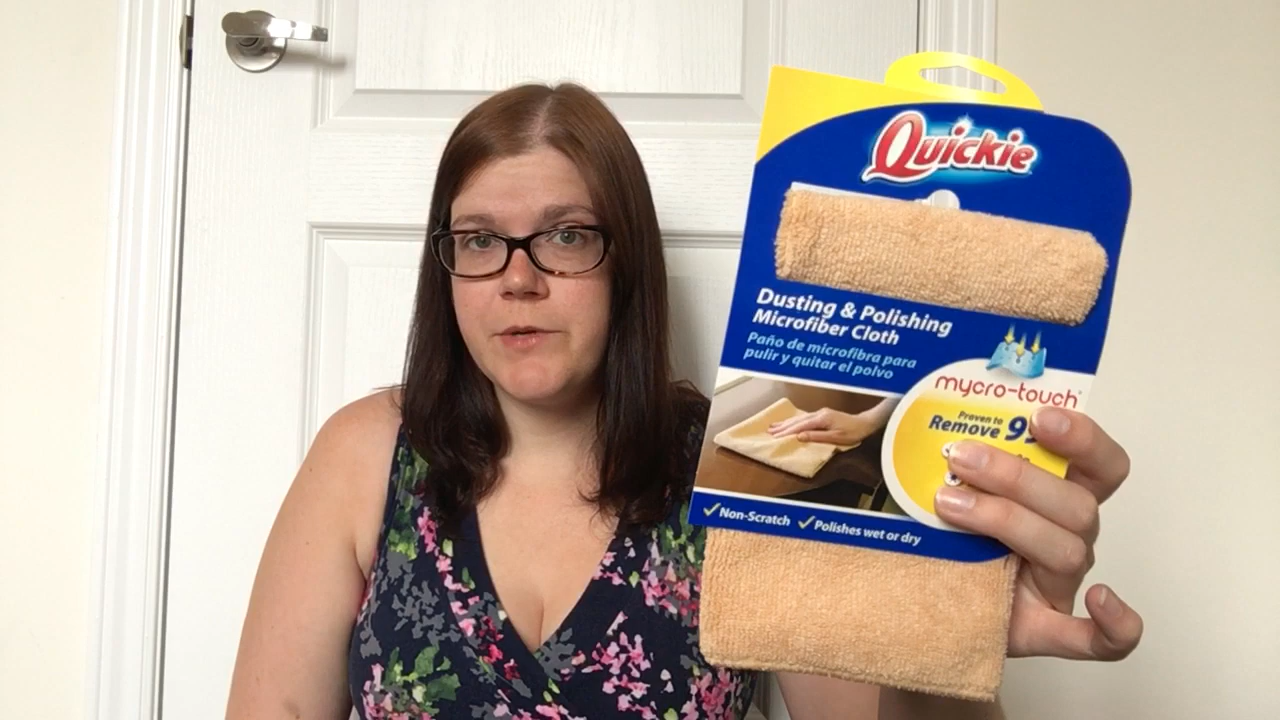 Quickie
Dusting & Polishing
Microfiber Cloth
Paño de microfibra para
pulir y quitar el polvo
mycro-touch®
Proven to
Remove
Non-Scratch Polishes wet or dry